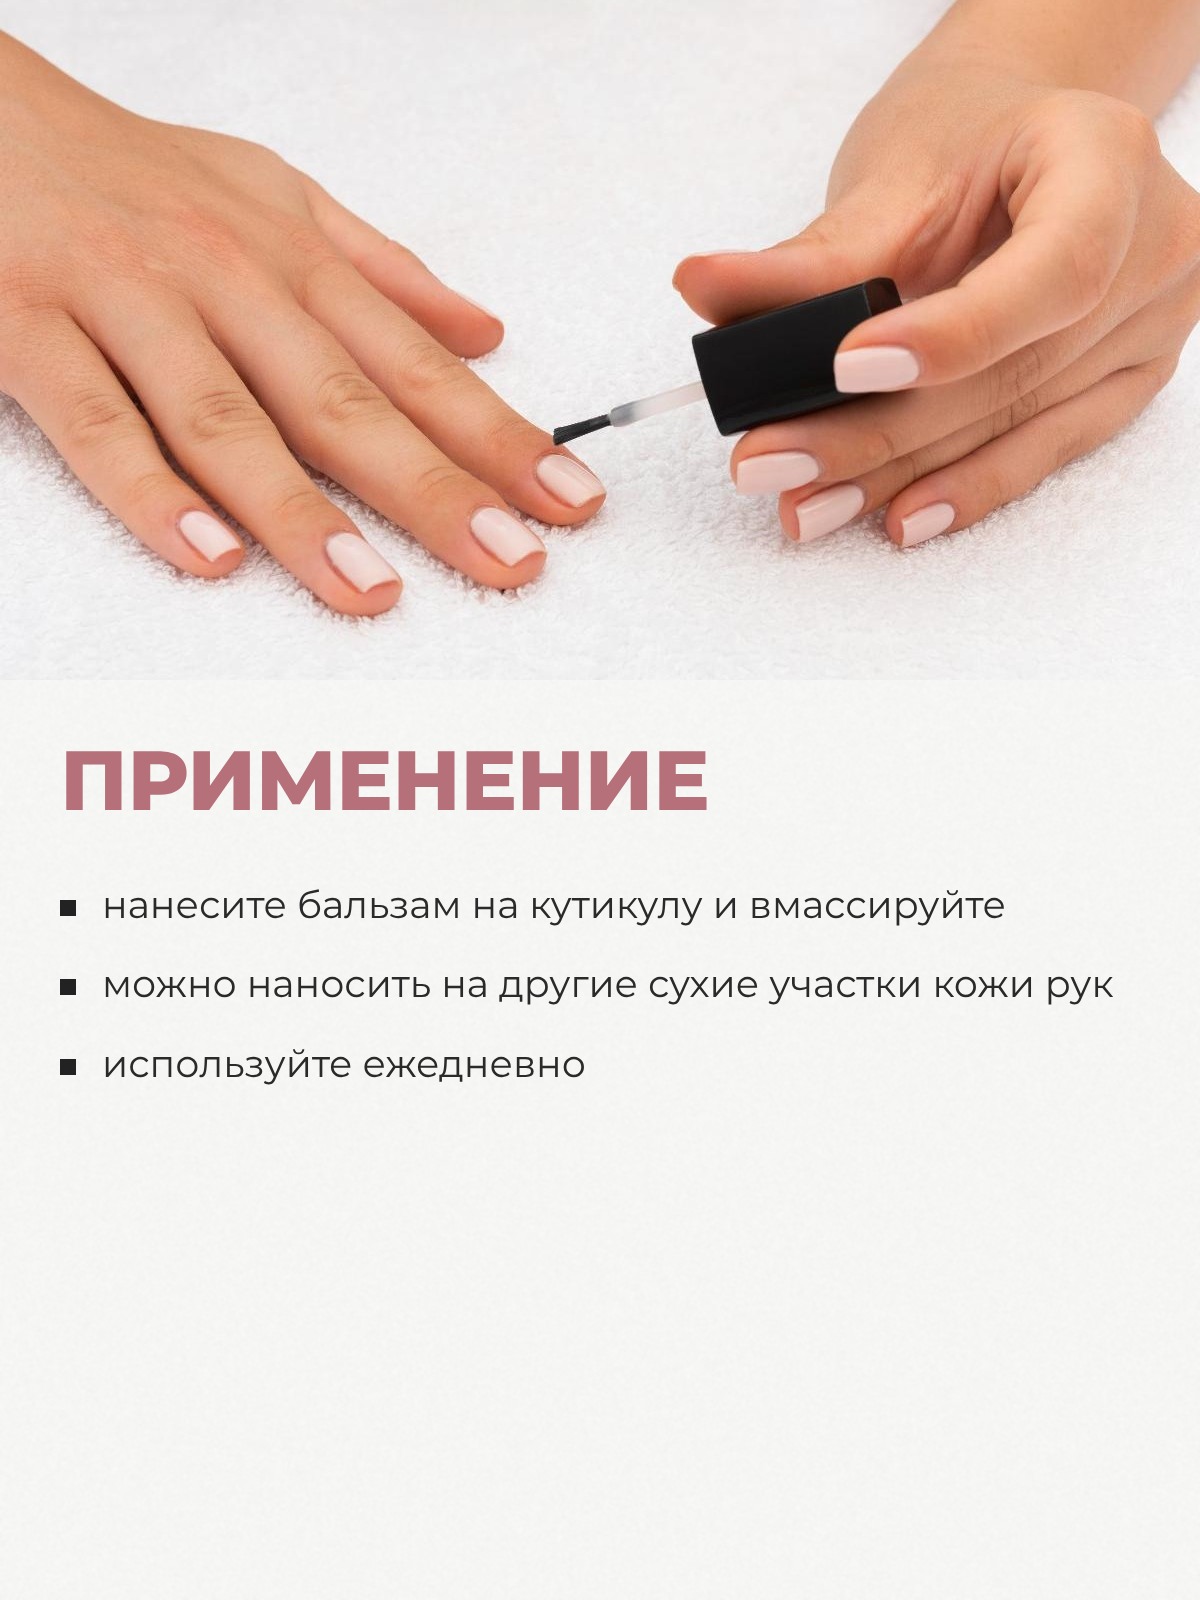 ПРИМЕНЕНИЕ
нанесите бальзам на кутикулу и вмассируйте
можно наносить на другие сухие участки кожи рук
используйте ежедневно